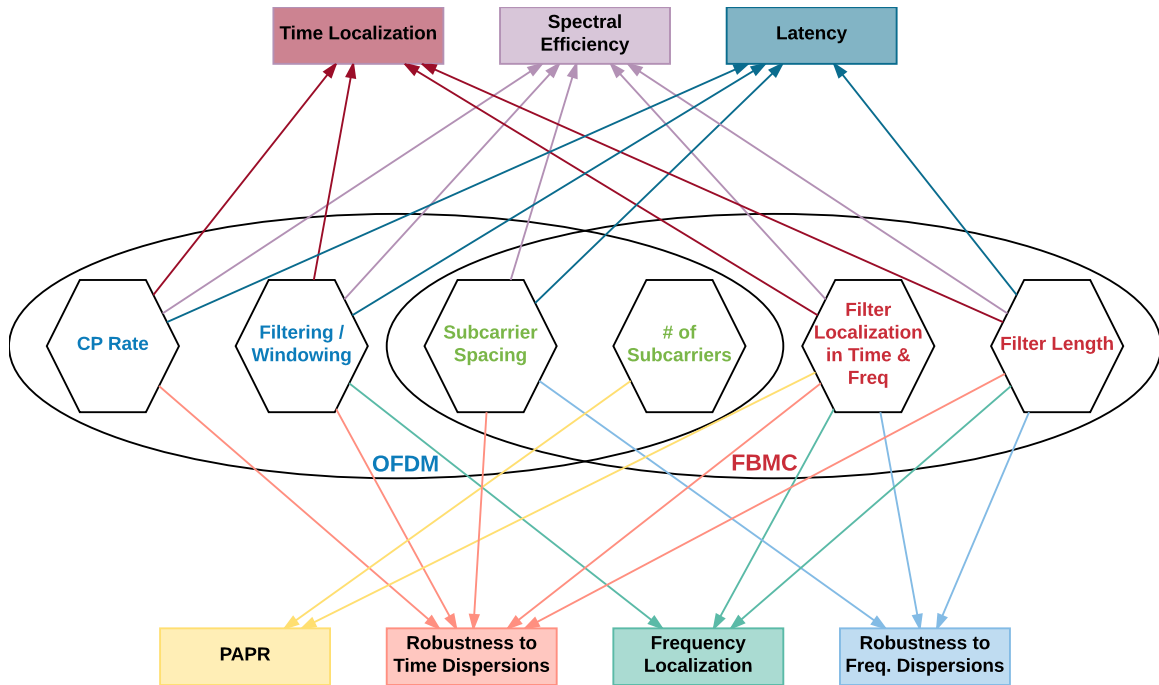 Time Localization
Spectral
Efficiency
Latency
CP Rate
Filtering /
Windowing
Subcarrier
Spacing
# of
Subcarriers
Filter
Localization
in Time &
Freq
Filter Length
OFDM
FBMC
PAPR
Robustness to
Time Dispersions
Frequency
Localization
Robustness to
Freq. Dispersions